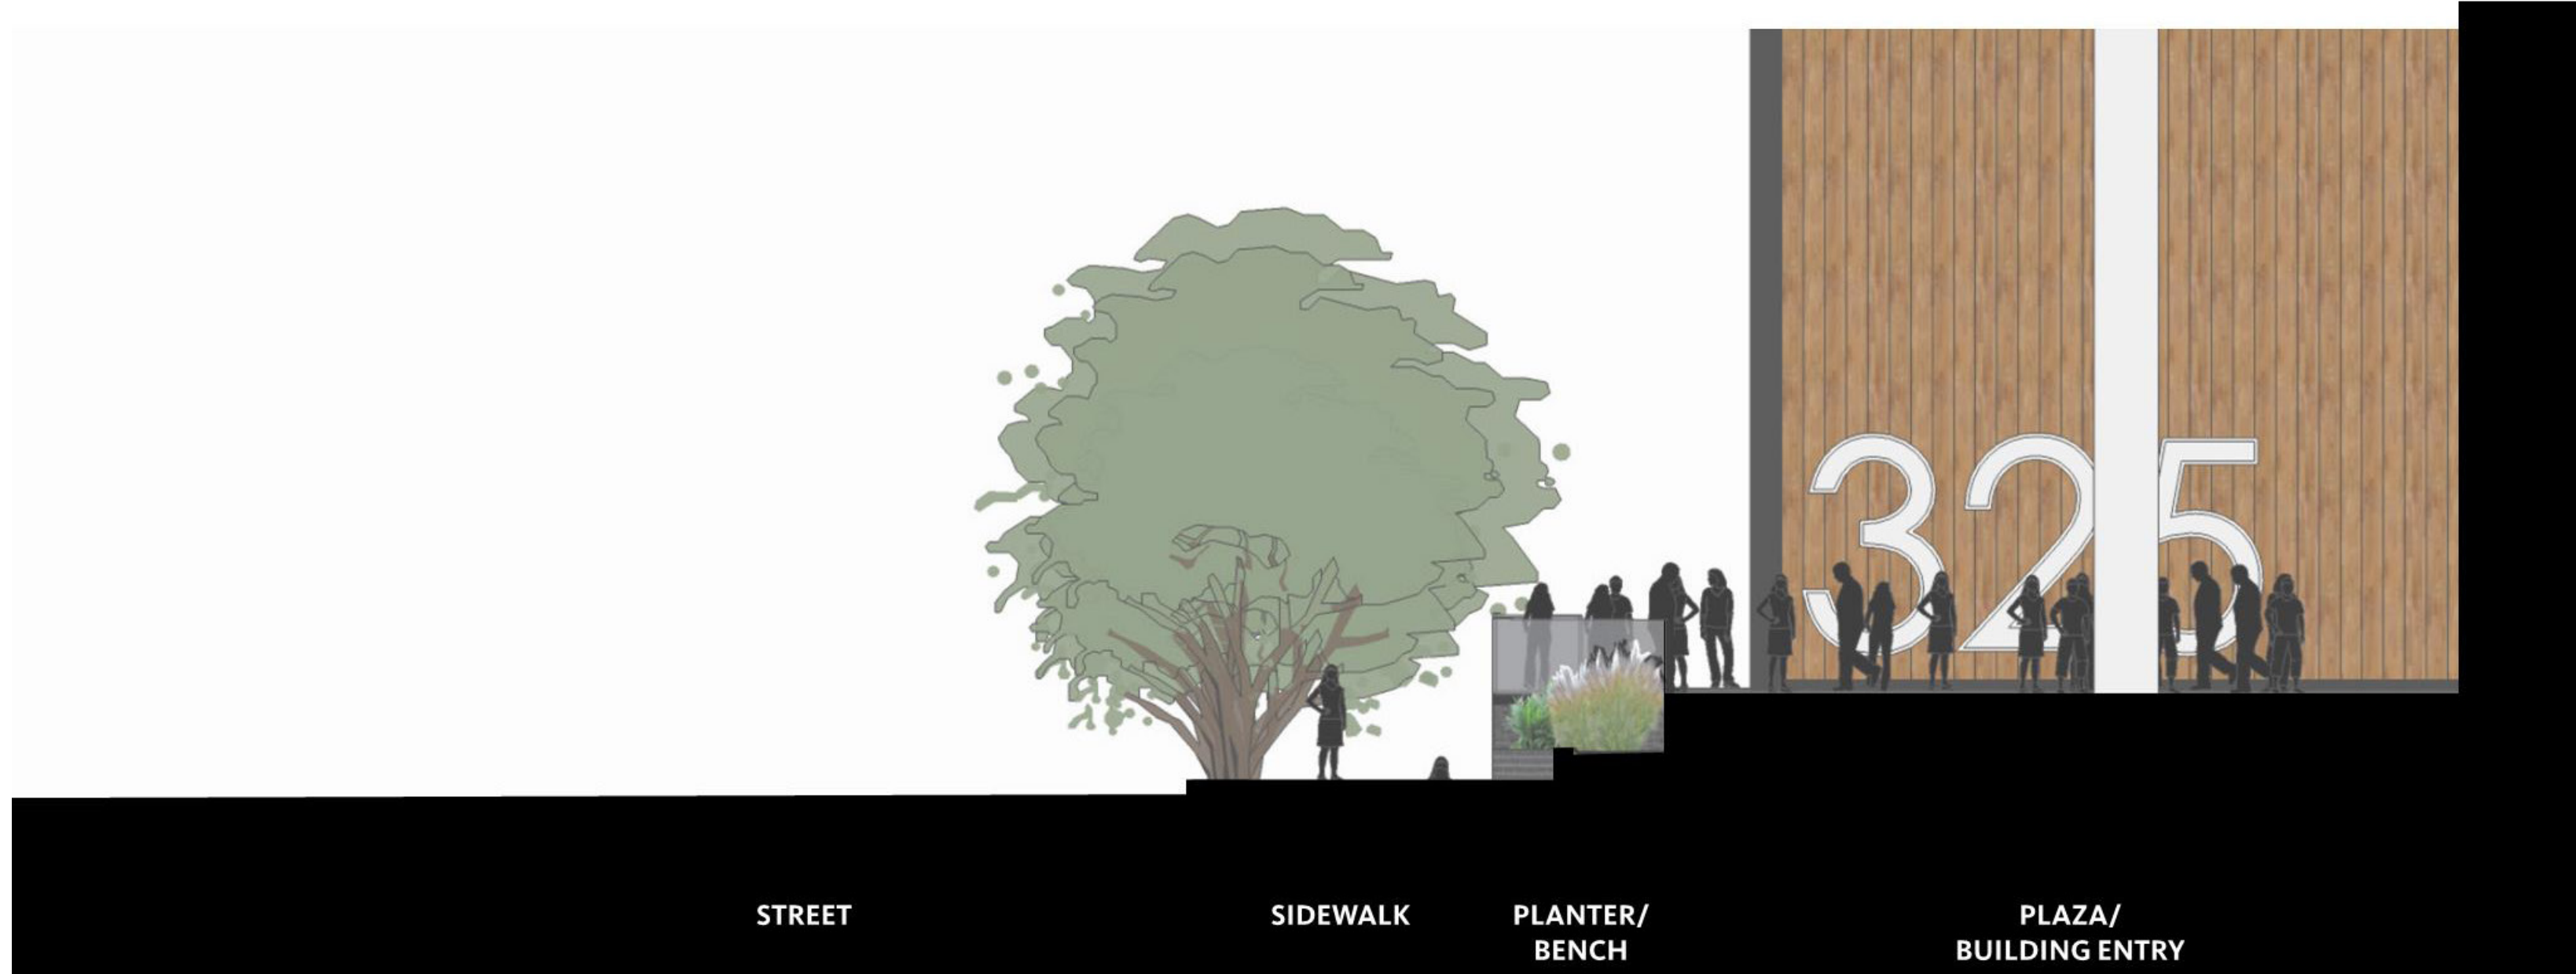 325
STREET
SIDEWALK
PLANTER/
BENCH
PLAZA/
BUILDING ENTRY